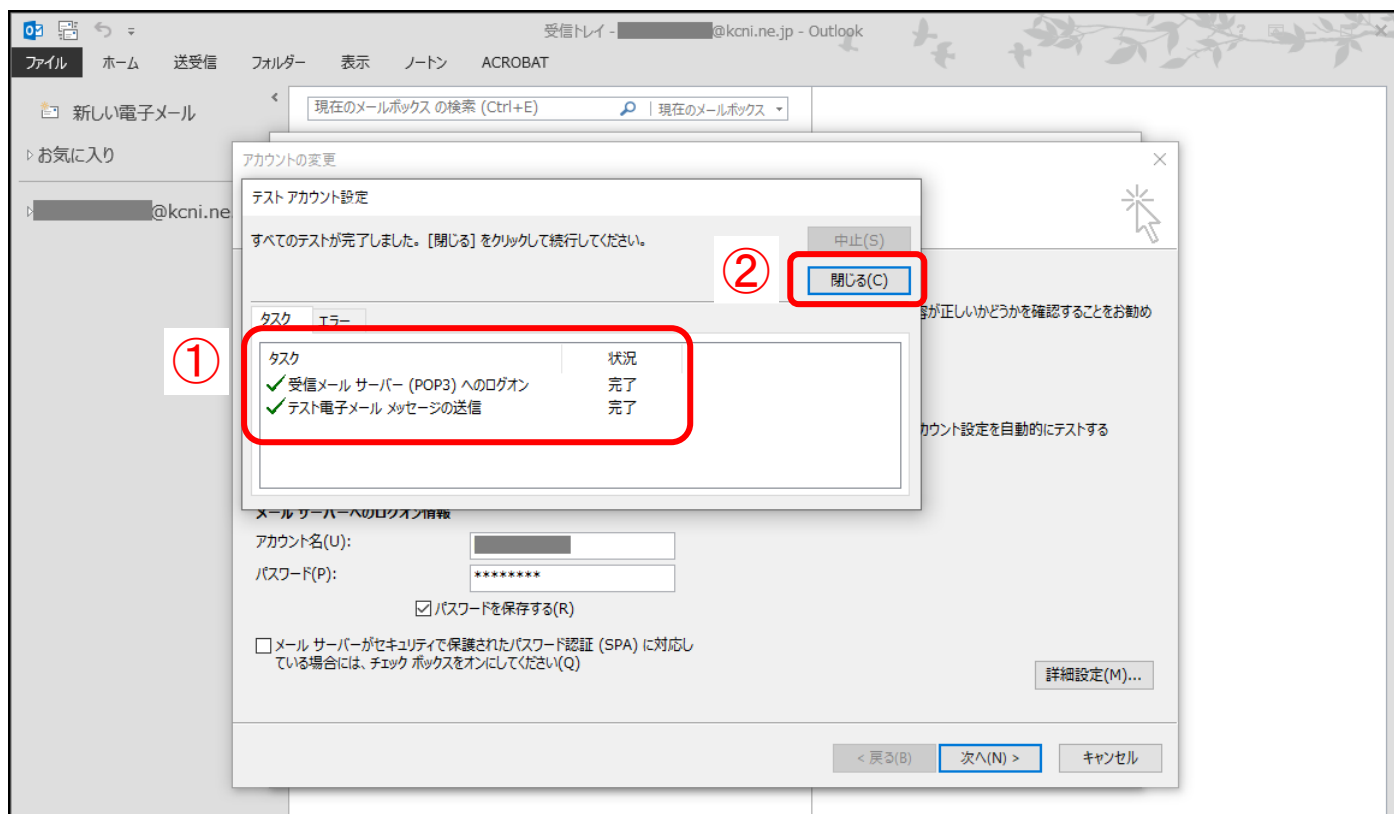 受信トレイ - @kcni.ne.jp - Outlook
ファイル ホーム 送受信 フォルダー 表示 ノートン ACROBAT
新しい電子メール
現在のメールボックス の検索 (Ctrl+E) 現在のメールボックス
お気に入り
@kcni.ne
アカウントの変更
テスト アカウント設定
すべてのテストが完了しました。[閉じる] をクリックして続行してください。
中止(S)
②
閉じる(C)
タスク エラー
が正しいかどうかを確認することをお勧め
①
タスク 状況
受信メール サーバー (POP3) へのログオン 完了
テスト電子メール メッセージの送信 完了
カウント設定を自動的にテストする
メール サーバーへのログオン情報
アカウント名(U):
パスワード(P): ********
パスワードを保存する(R)
メール サーバーがセキュリティで保護されたパスワード認証 (SPA) に対応し
ている場合には、チェック ボックスをオンにしてください(Q)
詳細設定(M)...
< 戻る(B) 次へ(N) > キャンセル